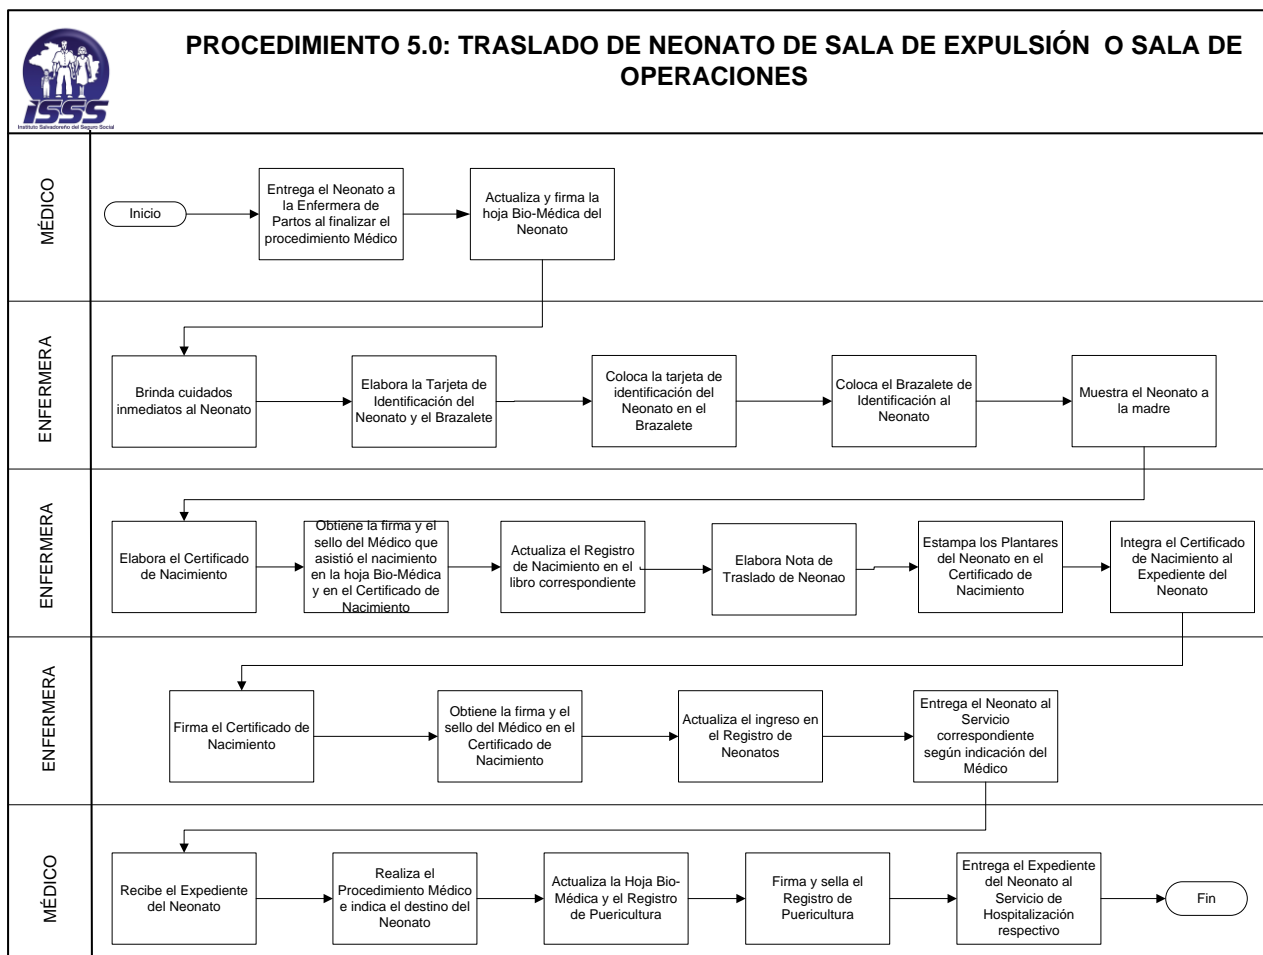 PROCEDIMIENTO 5.0: TRASLADO DE NEONATO DE SALA DE EXPULSIÓN O SALA DE
OPERACIONES
ISSS
Instituto Salvadoreño del Seguro Social
MÉDICO
Inicio
Entrega el Neonato a
la Enfermera de
Partos al finalizar el
procedimiento Médico
Actualiza y firma la
hoja Bio-Médica del
Neonato
ENFERMERA
Brinda cuidados
inmediatos al Neonato
Elabora la Tarjeta de
Identificación del
Neonato y el Brazalete
Coloca la tarjeta de
identificación del
Neonato en el
Brazalete
Coloca el Brazalete de
Identificación al
Neonato
Muestra el Neonato a
la madre
ENFERMERA
Elabora el Certificado
de Nacimiento
Obtiene la firma y el
sello del Médico que
asistió el nacimiento
en la hoja Bio-Médica
y en el Certificado de
Nacimiento
Actualiza el Registro
de Nacimiento en el
libro correspondiente
Elabora Nota de
Traslado de Neonao
Estampa los Plantares
del Neonato en el
Certificado de
Nacimiento
Integra el Certificado
de Nacimiento al
Expediente del
Neonato
ENFERMERA
Firma el Certificado de
Nacimiento
Obtiene la firma y el
sello del Médico en el
Certificado de
Nacimiento
Actualiza el ingreso en
el Registro de
Neonatos
Entrega el Neonato al
Servicio
correspondiente
según indicación del
Médico
MÉDICO
Recibe el Expediente
del Neonato
Realiza el
Procedimiento Médico
e indica el destino del
Neonato
Actualiza la Hoja Bio-
Médica y el Registro
de Puericultura
Firma y sella el
Registro de
Puericultura
Entrega el Expediente
del Neonato al
Servicio de
Hospitalización
respectivo
Fin